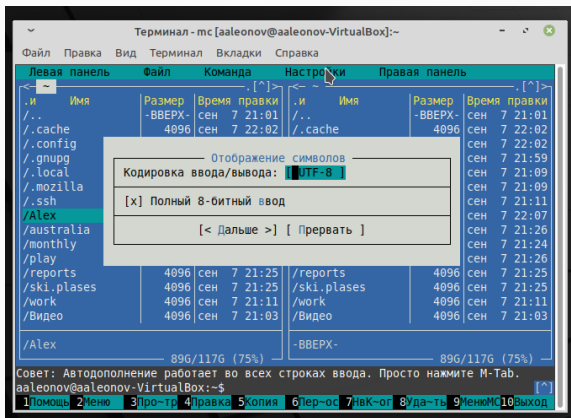 Терминал - mc [aaleonov@aaleonov-VirtualBox]:~
Файл Правка Вид Терминал Вкладки Справка
Левая панель Файл Команда Настройки Правая панель
<- ~ .[^]> <- ~ .[^]>
.и Имя Размер Время правки .и Имя Размер Время правки
/.. -ВВЕРХ- сен 7 21:01 /.. -ВВЕРХ- сен 7 21:01
/.cache 4096 сен 7 22:02 /.cache 4096 сен 7 22:02
/.config сен 7 22:02
/.gnupg сен 7 21:59
/.local сен 7 21:09
/.mozilla сен 7 21:09
/.ssh сен 7 21:11
/Alex сен 7 22:07
/australia сен 7 21:26
/monthly сен 7 21:24
/play сен 7 21:26
Отображение символов
Кодировка ввода/вывода: [ UTF-8 ]
[x] Полный 8-битный ввод
[< Дальше >] [ Прервать ]
/reports 4096 сен 7 21:25 /reports 4096 сен 7 21:25
/ski.plases 4096 сен 7 21:25 /ski.plases 4096 сен 7 21:25
/work 4096 сен 7 21:11 /work 4096 сен 7 21:11
/Видео 4096 сен 7 21:03 /Видео 4096 сен 7 21:03
/Alex -ВВЕРХ-
89G/117G (75%) 89G/117G (75%)
Совет: Автодополнение работает во всех строках ввода. Просто нажмите M-Tab.
aaleonov@aaleonov-VirtualBox:~$ [^]
1Помощь 2Меню 3Про~тр 4Правка 5Копия 6Пер~ос 7НвК~ог 8Уда~ть 9МенюMC 10Выход